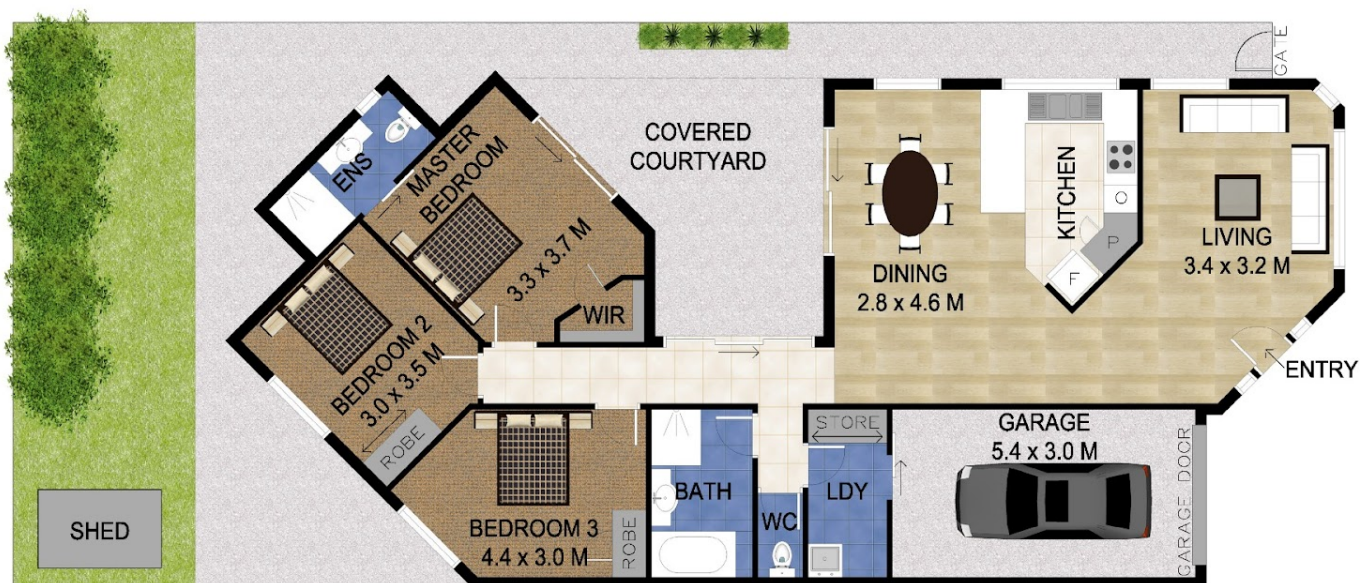 GATE
COVERED
COURTYARD
ENS
MASTER
BEDROOM
3.3 x 3.7 M
WIR
KITCHEN
P
F
LIVING
3.4 x 3.2 M
DINING
2.8 x 4.6 M
BEDROOM 2
3.0 x 3.5 M
ROBE
ENTRY
STORE
GARAGE
5.4 x 3.0 M
GARAGE DOOR
SHED
BEDROOM 3
4.4 x 3.0 M
ROBE
BATH
WC
LDY